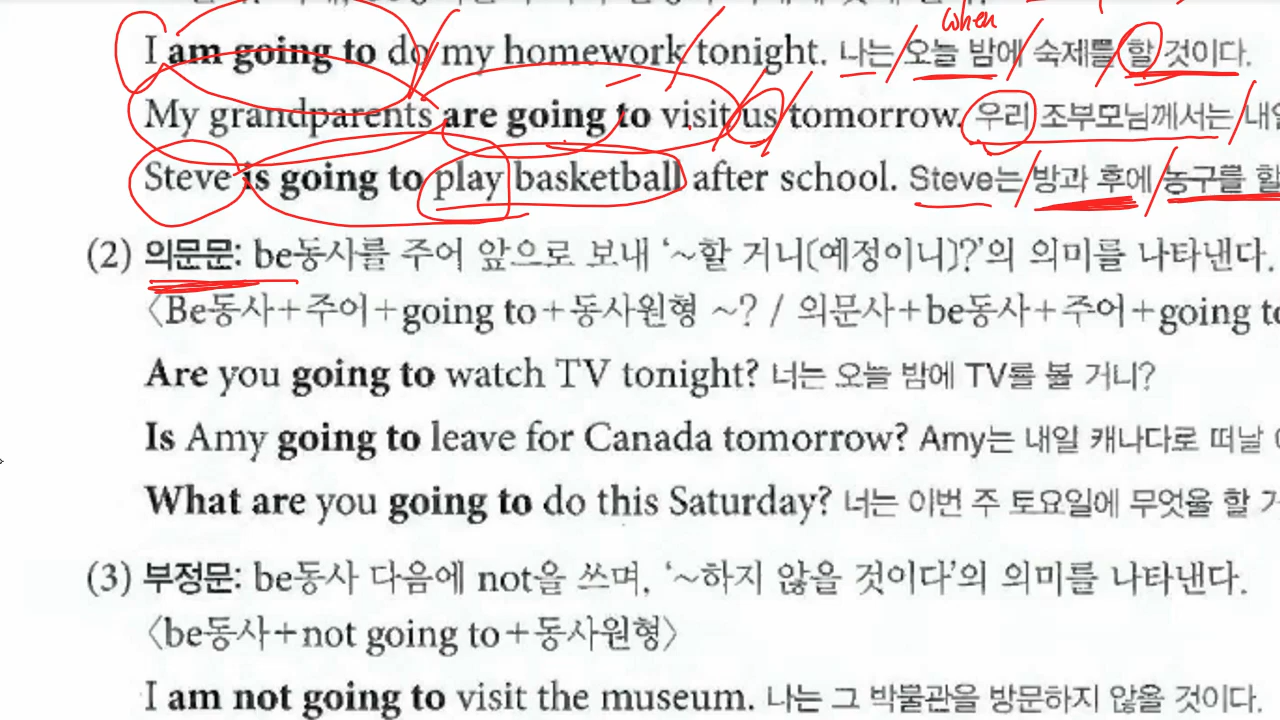 when
I am going to do my homework tonight. 나는 오늘 밤에 숙제를 할 것이다.
My grandparents are going to visit us tomorrow. 우리 조부모님께서는 내일
Steve is going to play basketball after school. Steve는 방과 후에 농구를 할
(2) 의문문: be동사를 주어 앞으로 보내 ‘~할 거니(예정이니)?’의 의미를 나타낸다.
〈Be동사+주어+going to+동사원형 ~? / 의문사+be동사+주어+going to
Are you going to watch TV tonight? 너는 오늘 밤에 TV를 볼 거니?
Is Amy going to leave for Canada tomorrow? Amy는 내일 캐나다로 떠날
What are you going to do this Saturday? 너는 이번 주 토요일에 무엇을 할
(3) 부정문: be동사 다음에 not을 쓰며, ‘~하지 않을 것이다’의 의미를 나타낸다.
〈be동사+not going to+동사원형〉
I am not going to visit the museum. 나는 그 박물관을 방문하지 않을 것이다.